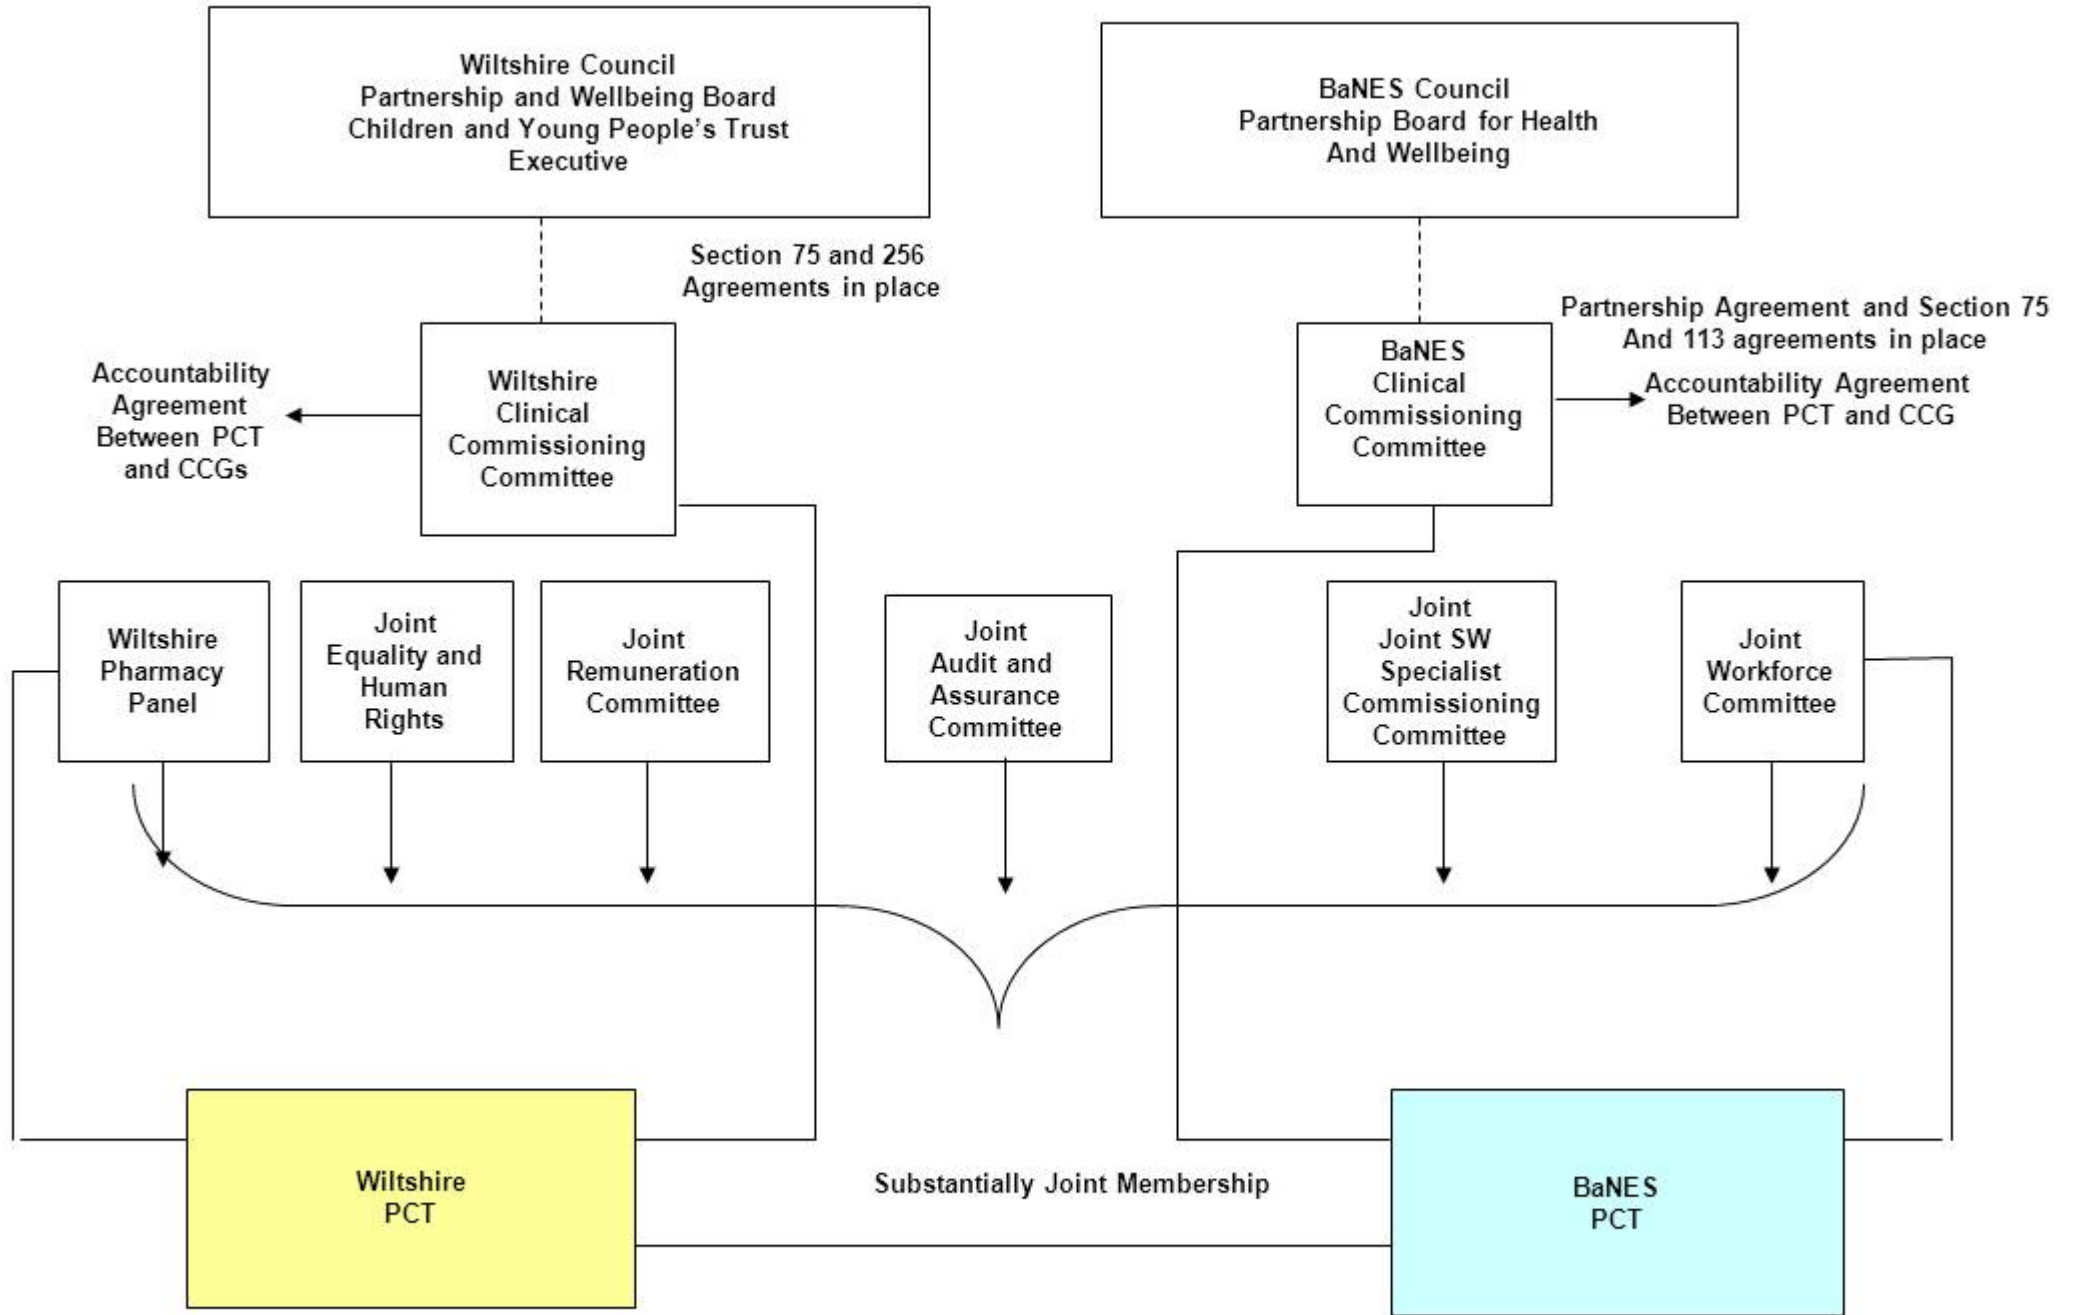 Wiltshire Council
Partnership and Wellbeing Board
Children and Young People's Trust
Executive
BaNES Council
Partnership Board for Health
And Wellbeing
Section 75 and 256
Agreements in place
Partnership Agreement and Section 75
And 113 agreements in place
Accountability
Agreement
Between PCT
and CCGs
Wiltshire
Clinical
Commissioning
Committee
BaNES
Clinical
Commissioning
Committee
Accountability Agreement
Between PCT and CCG
Wiltshire
Pharmacy
Panel
Joint
Equality and
Human
Rights
Joint
Remuneration
Committee
Joint
Audit and
Assurance
Committee
Joint
Joint SW
Specialist
Commissioning
Committee
Joint
Workforce
Committee
Wiltshire
PCT
Substantially Joint Membership
BaNES
PCT